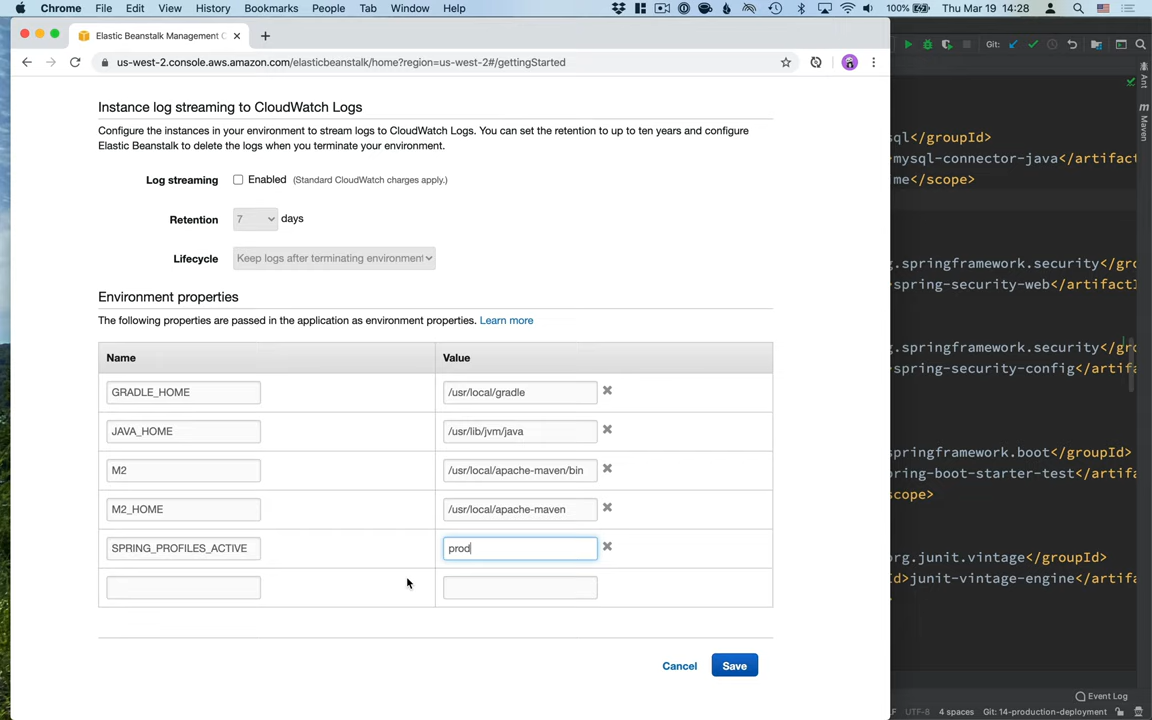 Chrome File Edit View History Bookmarks People Tab Window Help
100% Thu Mar 19 14:28
Elastic Beanstalk Management C
us-west-2.console.aws.amazon.com/elasticbeanstalk/home?region=us-west-2#/gettingStarted
Git:
Instance log streaming to CloudWatch Logs
Configure the instances in your environment to stream logs to CloudWatch Logs. You can set the retention to up to ten years and configure
Elastic Beanstalk to delete the logs when you terminate your environment.
Log streaming Enabled (Standard CloudWatch charges apply.)
Retention 7 days
Lifecycle Keep logs after terminating environment
Environment properties
The following properties are passed in the application as environment properties. Learn more
Name Value
GRADLE_HOME /usr/local/gradle
JAVA_HOME /usr/lib/jvm/java
M2 /usr/local/apache-maven/bin
M2_HOME /usr/local/apache-maven
SPRING_PROFILES_ACTIVE prod
Cancel Save
sql</groupId>
mysql-connector-java</artifact
me</scope>
g.springframework.security</gro
spring-security-web</artifactI
g.springframework.security</gro
spring-security-config</artifa
springframework.boot</groupId>
ring-boot-starter-test</artifa
scope>
org.junit.vintage</groupId>
Id>junit-vintage-engine</artifa
Ant
m
Maven
Event Log
LF UTF-8 4 spaces Git: 14-production-deployment